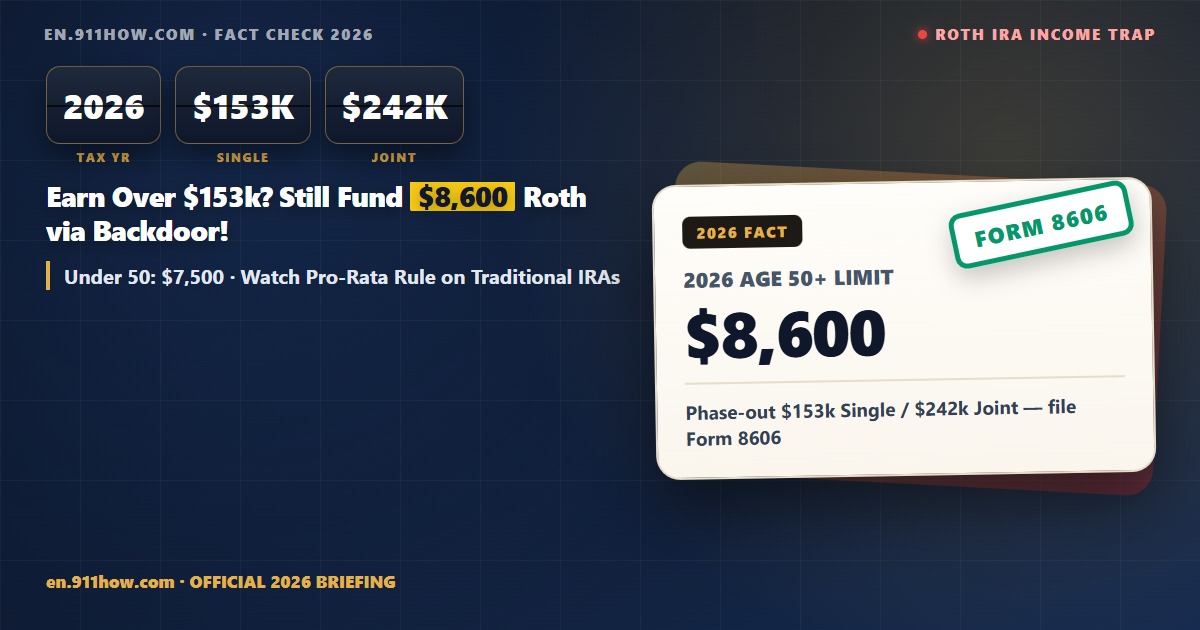 EN.911HOW.COM · FACT CHECK 2026
ROTH IRA INCOME TRAP
2026
$153K
$242K
TAX YR
SINGLE
JOINT
Earn Over $153k? Still Fund $8,600 Roth
via Backdoor!
Under 50: $7,500 · Watch Pro-Rata Rule on Traditional IRAs
2026 FACT
FORM 8606
2026 AGE 50+ LIMIT
$8,600
Phase-out $153k Single / $242k Joint — file
Form 8606
en.911how.com · OFFICIAL 2026 BRIEFING